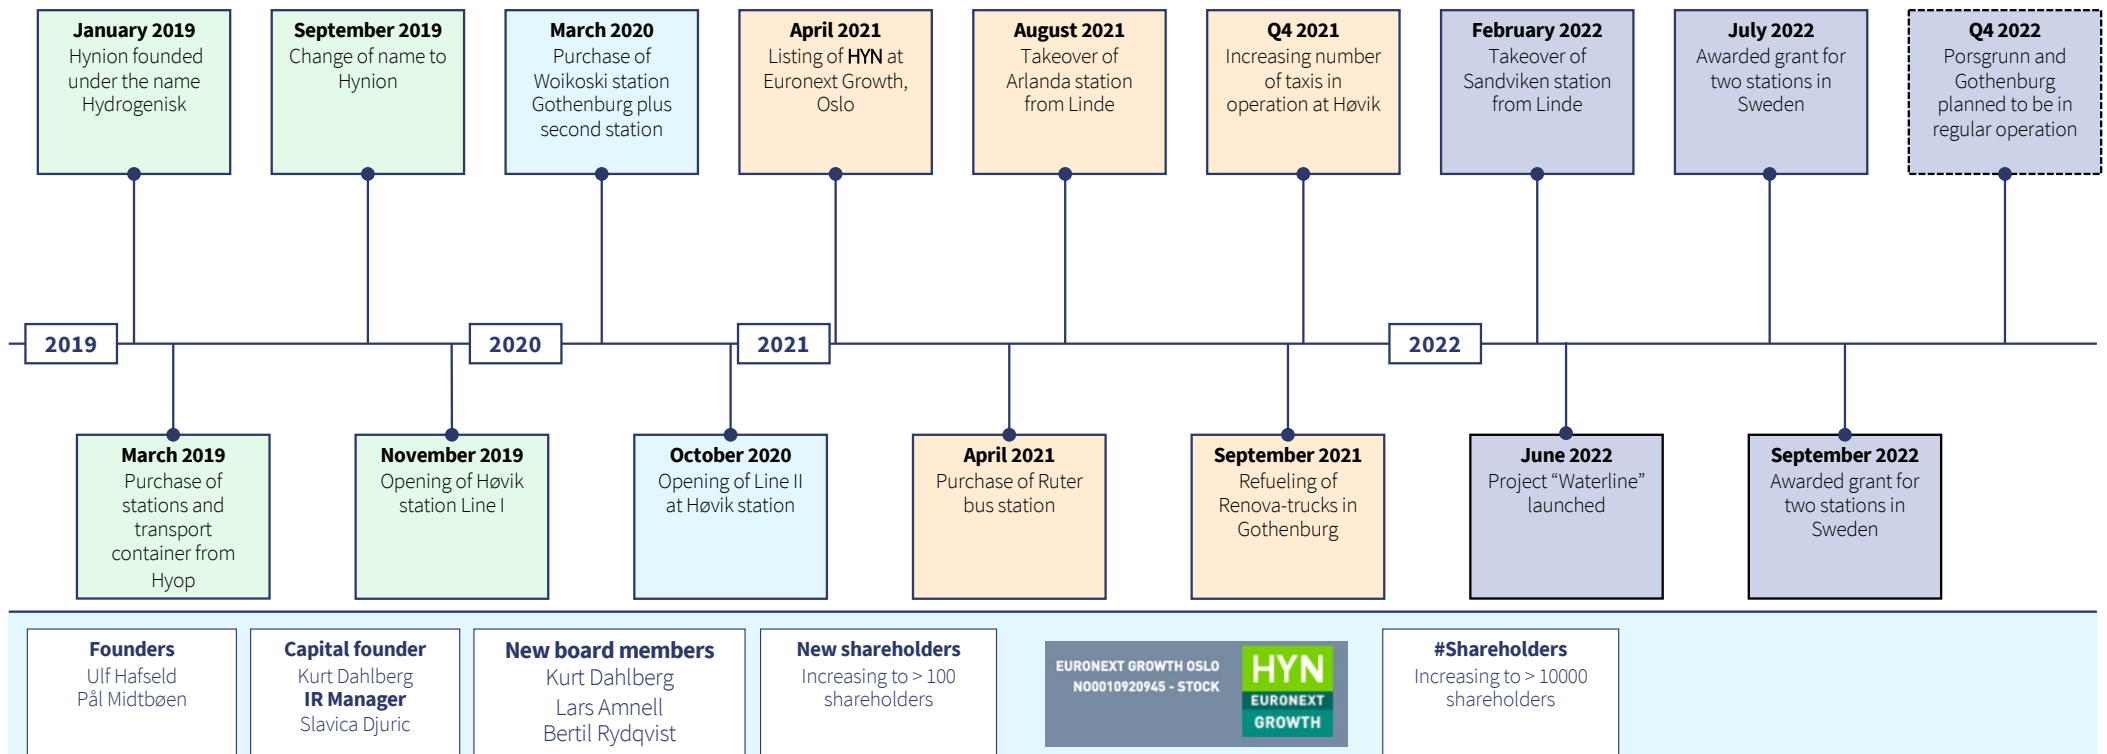 January 2019
Hynion founded
under the name
Hydrogenisk
September 2019
Change of name to
Hynion
March 2020
Purchase of
Woikoski station
Gothenburg plus
second station
April 2021
Listing of HYN at
Euronext Growth,
Oslo
August 2021
Takeover of
Arlanda station
from Linde
Q4 2021
Increasing number
of taxis in
operation at Høvik
February 2022
Takeover of
Sandviken station
from Linde
July 2022
Awarded grant for
two stations in
Sweden
Q4 2022
Porsgrunn and
Gothenburg
planned to be in
regular operation
2019
2020
2021
2022
March 2019
Purchase of
stations and
transport
container from
Hyop
November 2019
Opening of Høvik
station Line I
October 2020
Opening of Line II
at Høvik station
April 2021
Purchase of Ruter
bus station
September 2021
Refueling of
Renova-trucks in
Gothenburg
June 2022
Project “Waterline”
launched
September 2022
Awarded grant for
two stations in
Sweden
Founders
Ulf Hafseld
Pål Midtbøen
Capital founder
Kurt Dahlberg
IR Manager
Slavica Djuric
New board members
Kurt Dahlberg
Lars Amnell
Bertil Rydqvist
New shareholders
Increasing to > 100
shareholders
EURONEXT GROWTH OSLO
NO0010920945 - STOCK
HYN
EURONEXT
GROWTH
#Shareholders
Increasing to > 10000
shareholders